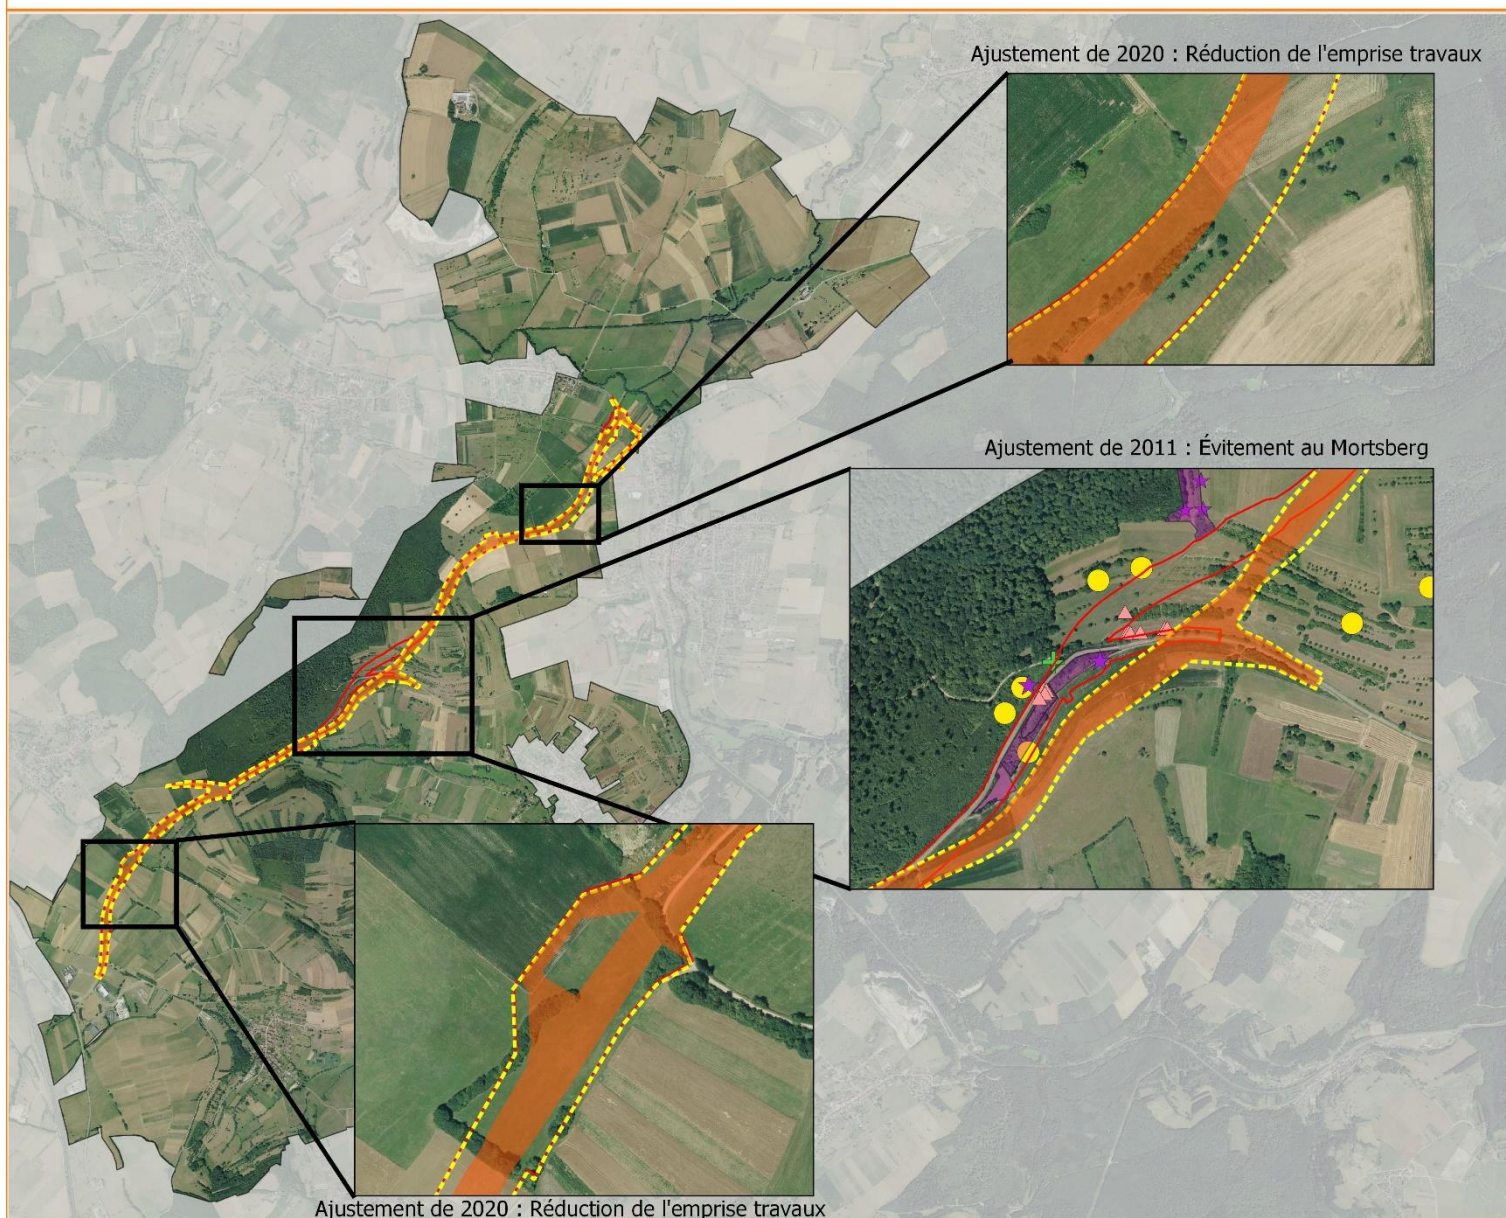 Ajustement de 2020 : Réduction de l'emprise travaux
Ajustement de 2011 : Évitement au Mortsberg
Ajustement de 2020 : Réduction de l'emprise travaux